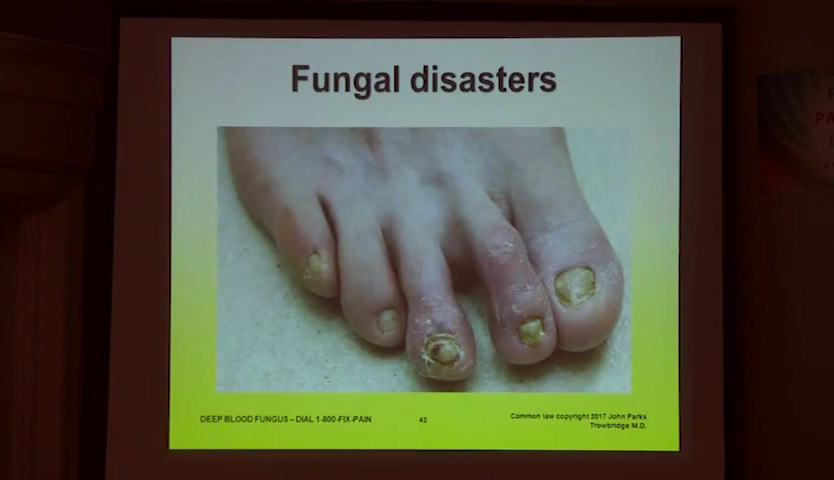 Fungal disasters
DEEP BLOOD FUNGUS – DIAL 1-800-FIX-PAIN
42
Common law copyright 2017 John Parks
Trowbridge M.D.